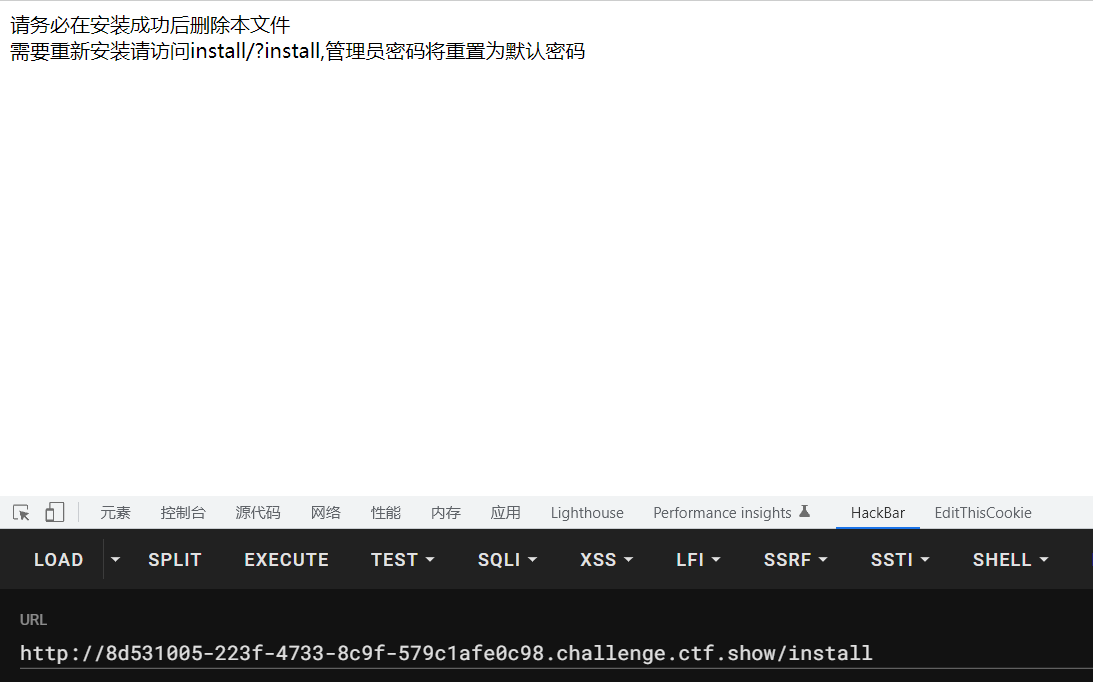 请务必在安装成功后删除本文件
需要重新安装请访问install/?install,管理员密码将重置为默认密码
元素 控制台 源代码 网络 性能 内存 应用 Lighthouse Performance insights HackBar EditThisCookie
LOAD SPLIT EXECUTE TEST SQLI XSS LFI SSRF SSTI SHELL
URL
http://8d531005-223f-4733-8c9f-579c1afe0c98.challenge.ctf.show/install